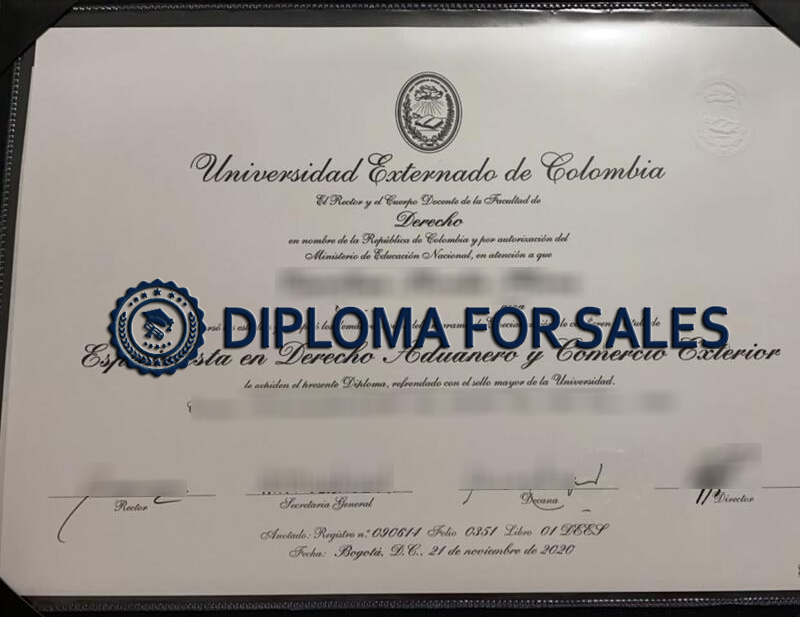 Universidad Externado de Colombia
El Rector y el Cuerpo Docente de la Facultad de
Derecho
en nombre de la República de Colombia y por autorización del
Ministerio de Educación Nacional, en atención a que
DIPLOMA FOR SALES
en Derecho Aduanero y Comercio Exterior
le expiden el presente Diploma, refrendado con el sello mayor de la Universidad.
Rector
Secretaria General
Decana
Director
Anotado: Registro n.º 090611 Folio 0351 Libro 01 DEES
Fecha: Bogotá, D.C., 21 de noviembre de 2020